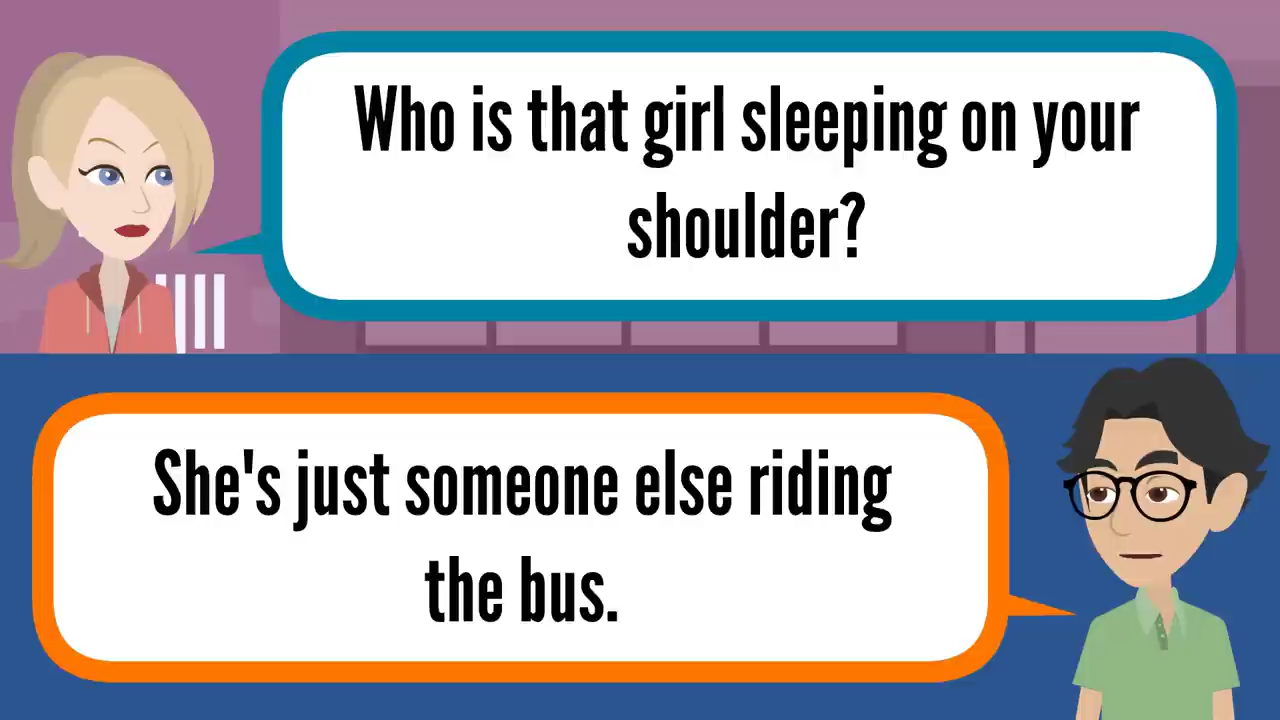 Who is that girl sleeping on your
shoulder?
She's just someone else riding
the bus.